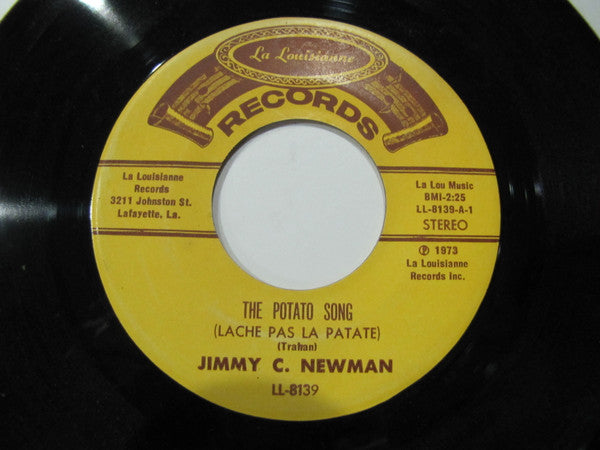 La Louisianne
RECORDS
La Louisianne
Records
3211 Johnston St.
Lafayette, La.
La Lou Music
BMI-2:25
LL-8139-A-1
STEREO
℗ 1973
La Louisianne
Records Inc.
THE POTATO SONG
(LACHE PAS LA PATATE)
(Trahan)
JIMMY C. NEWMAN
LL-8139